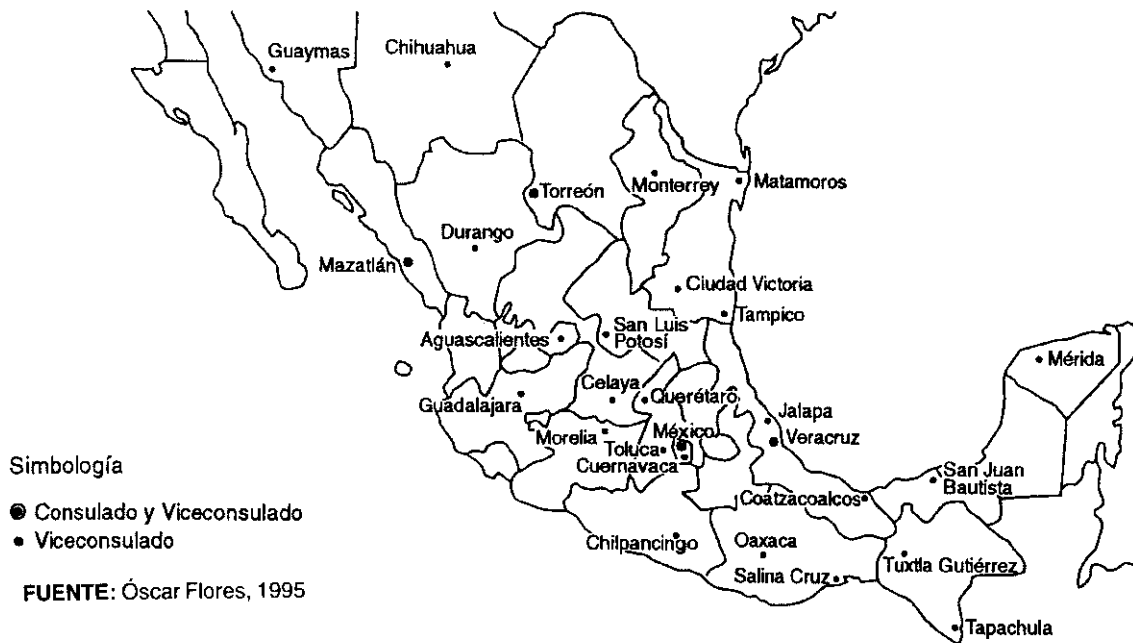 Guaymas
Chihuahua
Torreón
Monterrey
Matamoros
Durango
Mazatlán
Ciudad Victoria
Tampico
Aguascalientes
San Luis
Potosí
Mérida
Celaya
Querétaro
Guadalajara
Jalapa
Morelia
México
Veracruz
Toluca
Cuernavaca
San Juan
Bautista
Coatzacoalcos
Chilpancingo
Oaxaca
Tuxtla Gutiérrez
Salina Cruz
Tapachula
Simbología
Consulado y Viceconsulado
Viceconsulado
FUENTE: Óscar Flores, 1995